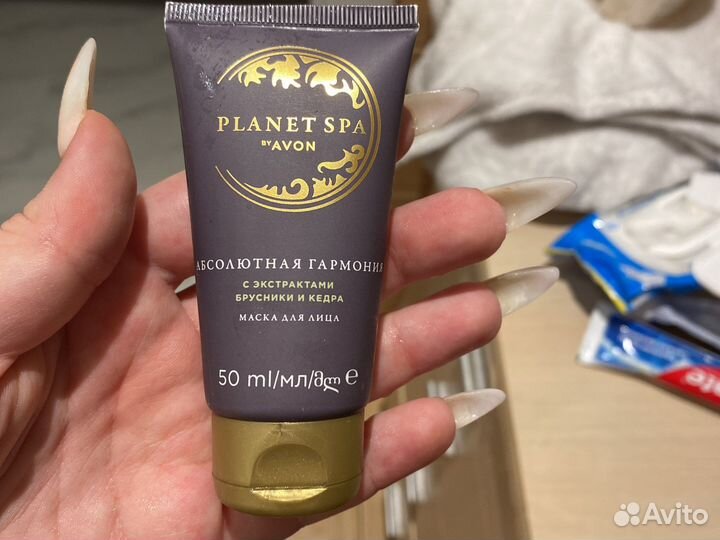 PLANET SPA
BY AVON
АБСОЛЮТНАЯ ГАРМОНИЯ
С ЭКСТРАКТАМИ
БРУСНИКИ И КЕДРА
МАСКА ДЛЯ ЛИЦА
50 ml/мл/მლ ℮
Avito